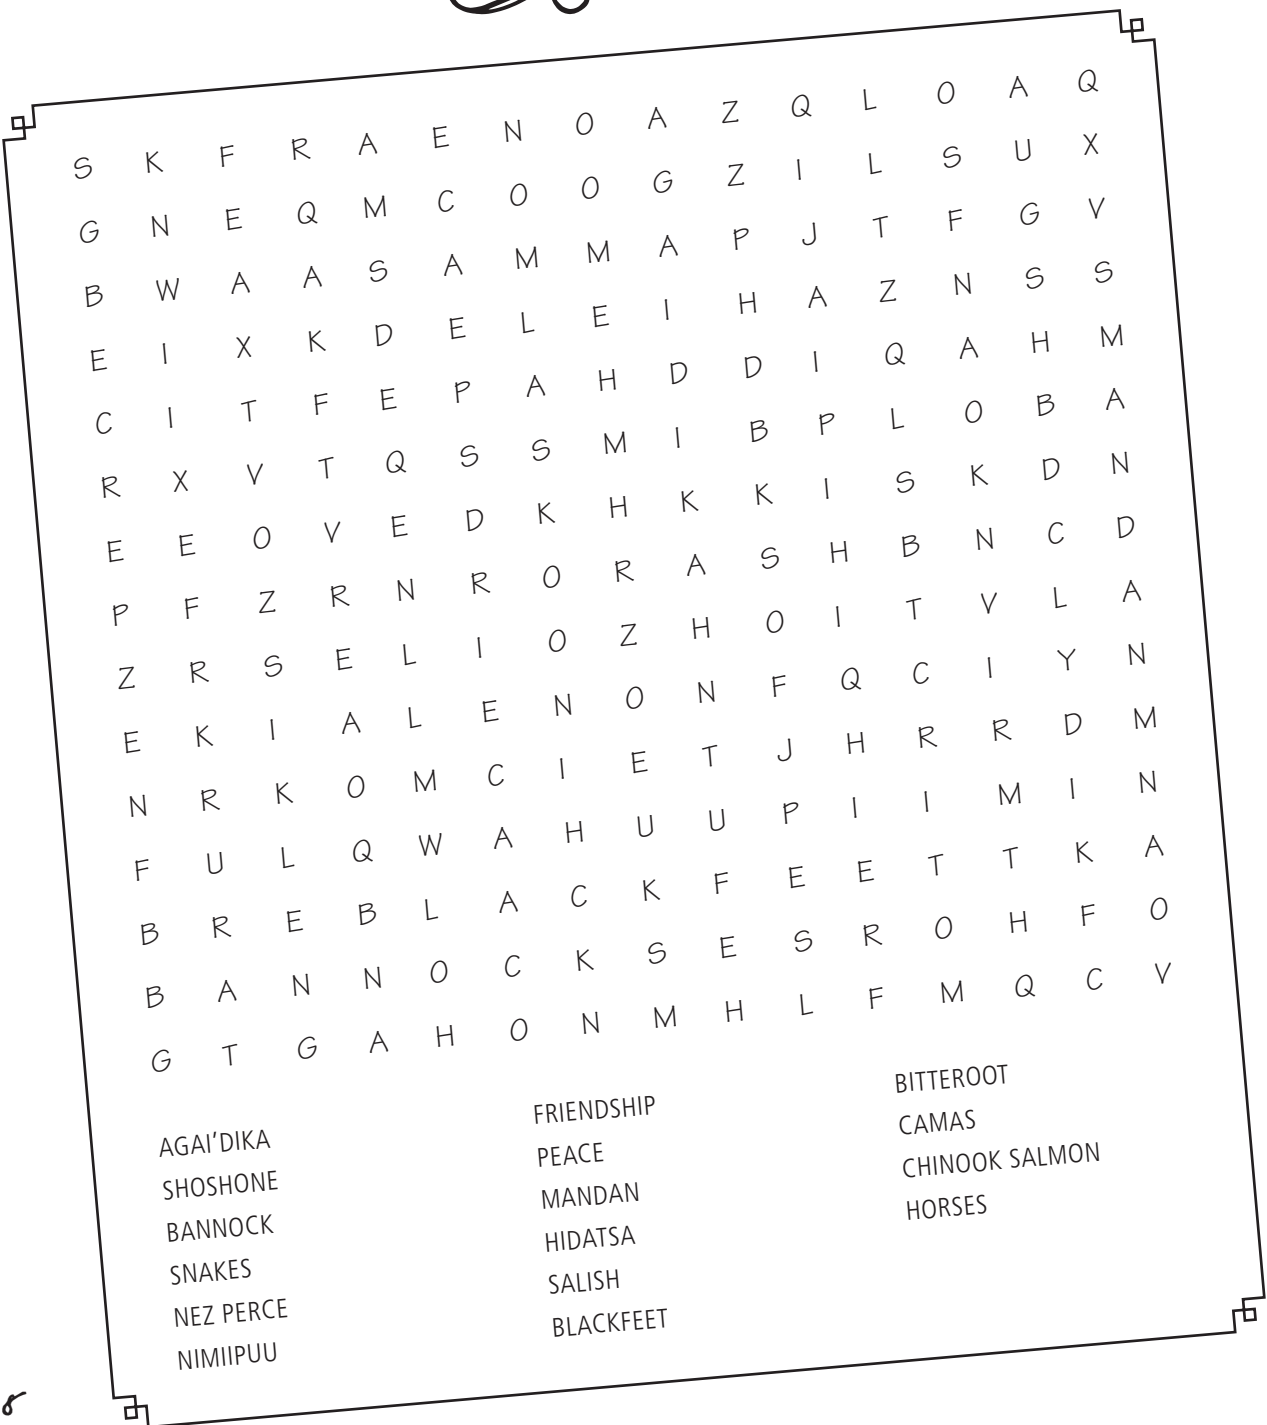 S K F R A E N O A Z Q L O A Q
G N E Q M C O O G Z I L S U X
B W A A S A M M A P J T F G V
E I X K D E L E I H A Z N S S
C I T F E P A H D D I Q A H M
R X V T Q S S M I B P L O B A
E E O V E D K H K K I S K D N
P F Z R N R O R A S H B N C D
Z R S E L I O Z H O I T V L A
E K I A L E N O N F Q C I Y N
N R K O M C I E T J H R R D M
F U L Q W A H U U P I I M I N
B R E B L A C K F E E T T K A
B A N N O C K S E S R O H F O
G T G A H O N M H L F M Q C V
AGAI'DIKA
SHOSHONE
BANNOCK
SNAKES
NEZ PERCE
NIMIIPUU
FRIENDSHIP
PEACE
MANDAN
HIDATSA
SALISH
BLACKFEET
BITTEROOT
CAMAS
CHINOOK SALMON
HORSES